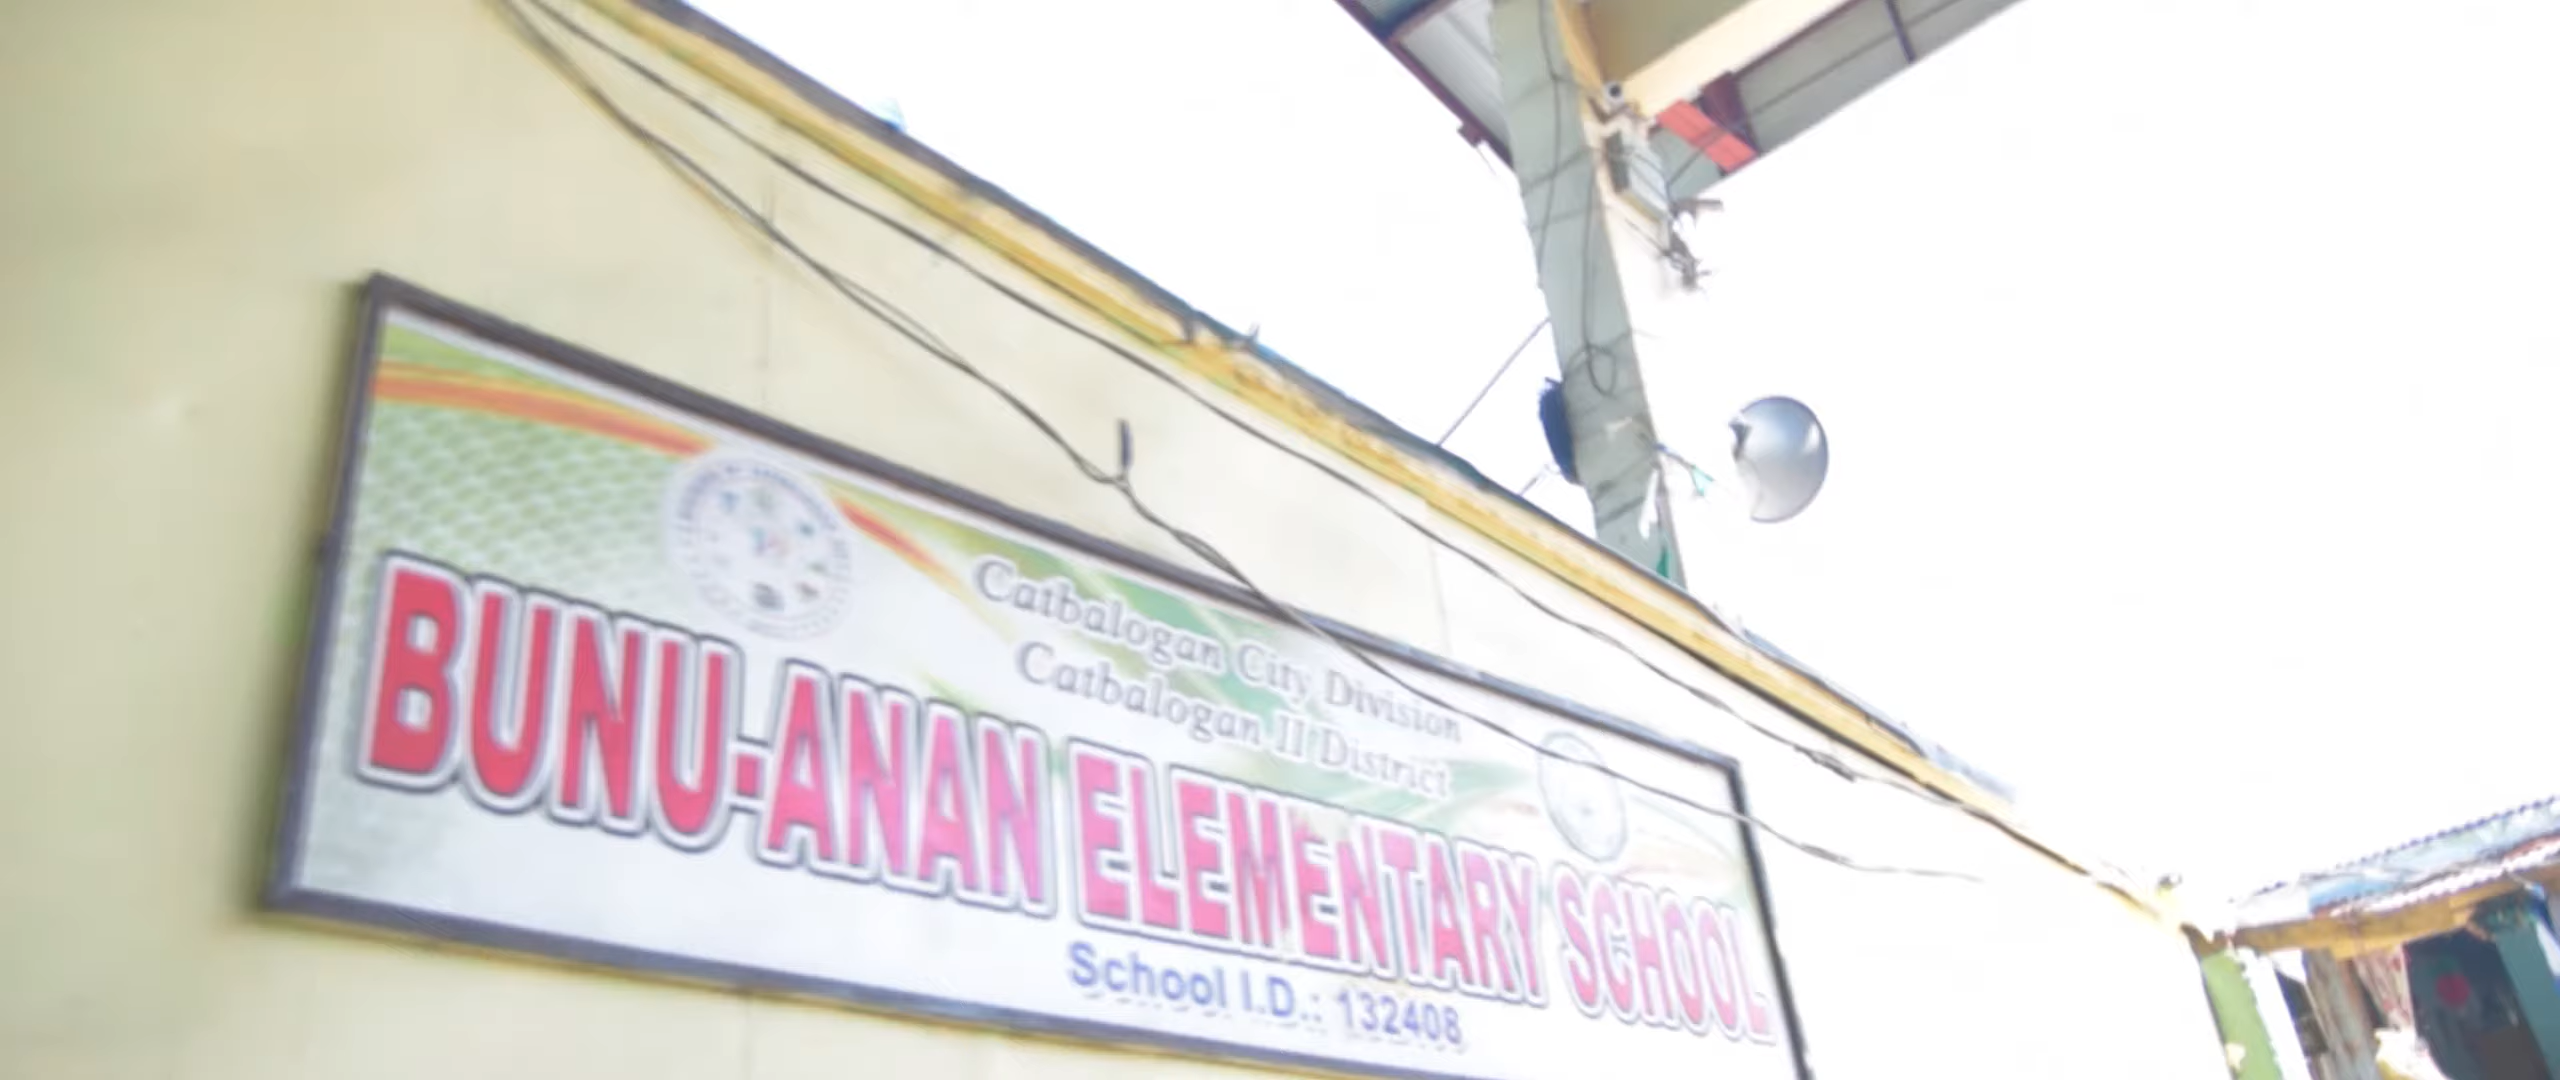 Catbalogan City Division
Catbalogan II District
BUNU-ANAN ELEMENTARY SCHOOL
School I.D.: 132408